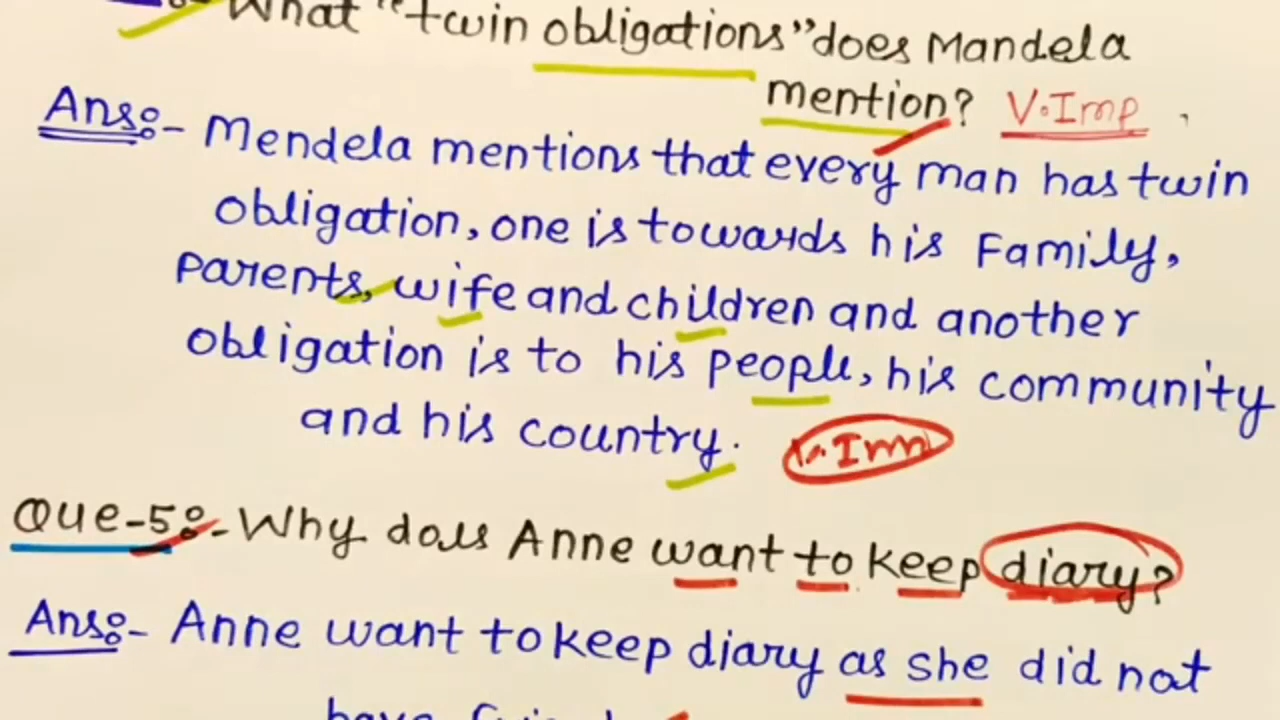 What "twin obligations" does Mandela
mention? V.Imp
Ans:- Mendela mentions that every man has twin
obligation, one is towards his Family,
parents, wife and children and another
obligation is to his people, his community
and his country. V.Imp
Que-5:- Why does Anne want to keep diary?
Ans:- Anne want to keep diary as she did not
have